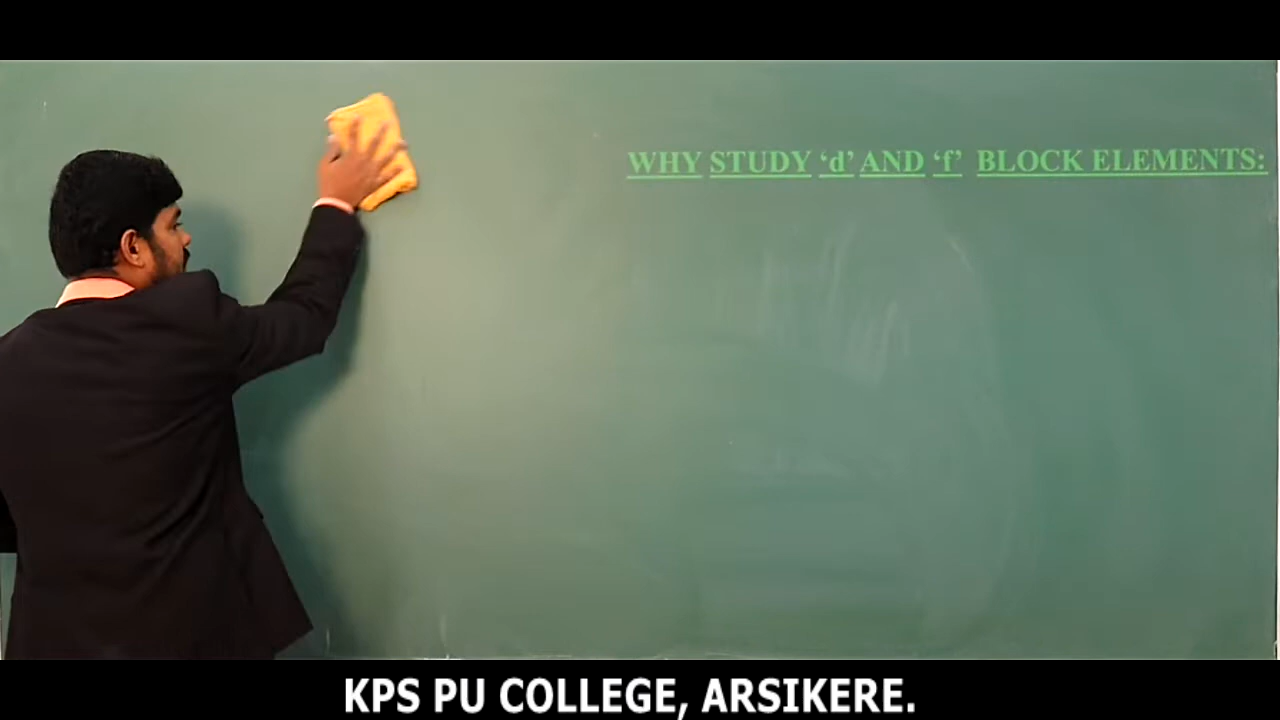 WHY STUDY ‘d’ AND ‘f’ BLOCK ELEMENTS:
KPS PU COLLEGE, ARSIKERE.